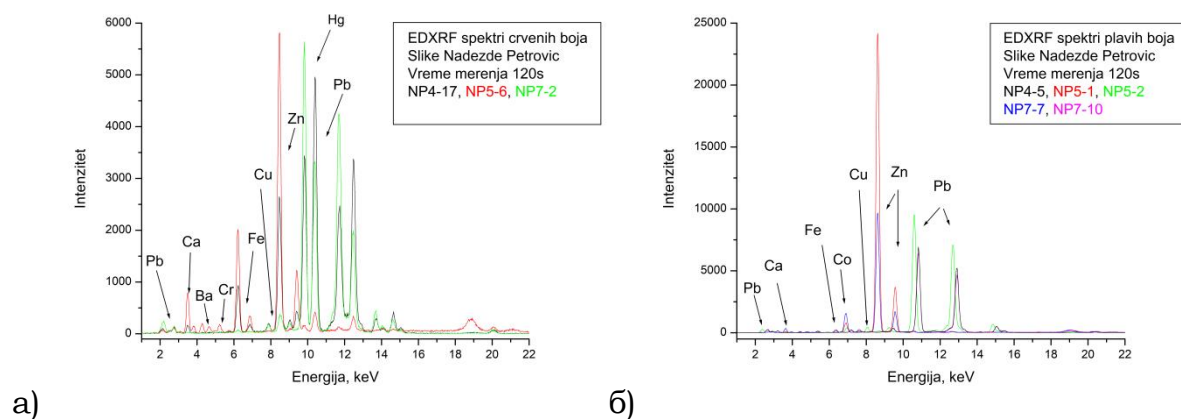 EDXRF spektri crvenih boja
Slike Nadezde Petrovic
Vreme merenja 120s
NP4-17, NP5-6, NP7-2
Hg
Pb
Zn
Cu
Fe
Cr
Ba
Ca
Pb
6000
5000
4000
3000
2000
1000
0
Intenzitet
2 4 6 8 10 12 14 16 18 20 22
Energija, keV
а)
EDXRF spektri plavih boja
Slike Nadezde Petrovic
Vreme merenja 120s
NP4-5, NP5-1, NP5-2
NP7-7, NP7-10
Zn
Pb
Cu
Co
Fe
Ca
Pb
25000
20000
15000
10000
5000
0
Intenzitet
2 4 6 8 10 12 14 16 18 20 22
Energija, keV
б)